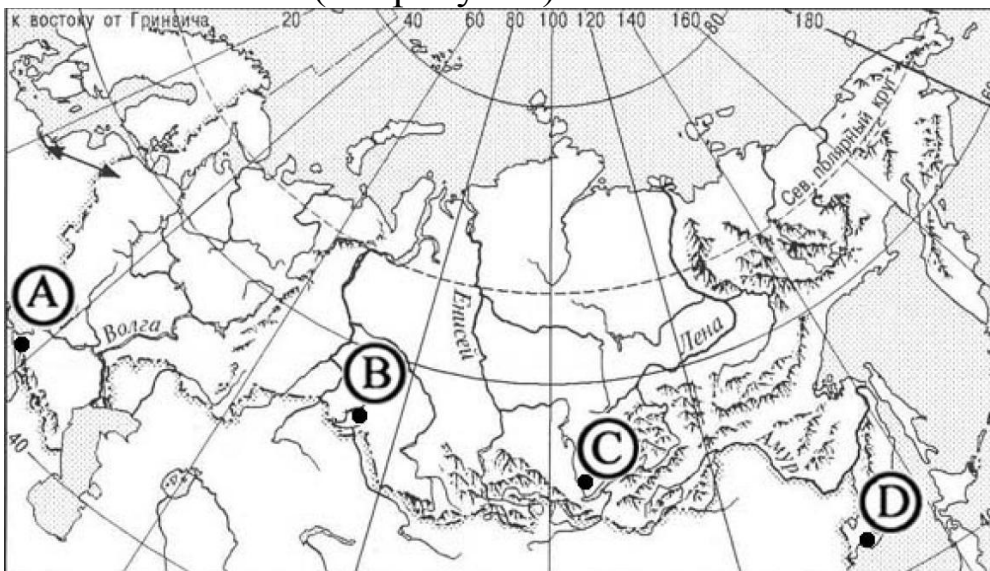 к востоку от Гринвича 20 40 60 80 100 120 140 160 80 180
Сев. полярный круг
A
Волга
Енисей
Лена
B
40
C
Амур
D